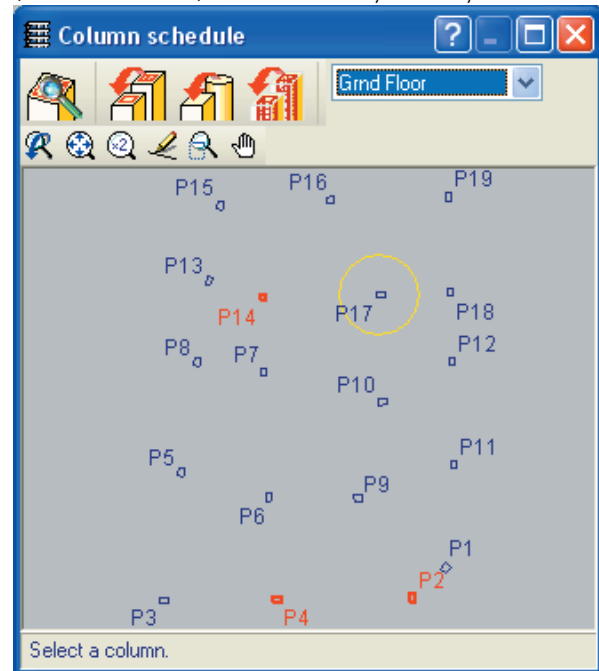 Column schedule
Grnd Floor
x2
P15
P16
P19
P13
P14
P17
P18
P8
P7
P12
P10
P5
P11
P6
P9
P1
P2
P3
P4
Select a column.